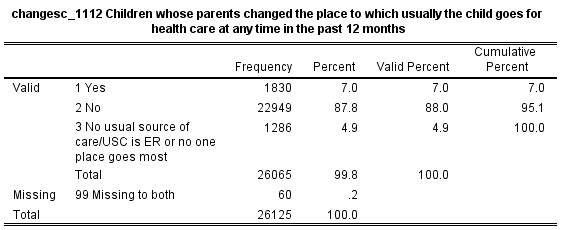 changesc_1112 Children whose parents changed the place to which usually the child goes for
health care at any time in the past 12 months
Cumulative
Frequency Percent Valid Percent Percent
Valid 1 Yes 1830 7.0 7.0 7.0
2 No 22949 87.8 88.0 95.1
3 No usual source of 1286 4.9 4.9 100.0
care/USC is ER or no one
place goes most
Total 26065 99.8 100.0
Missing 99 Missing to both 60 .2
Total 26125 100.0